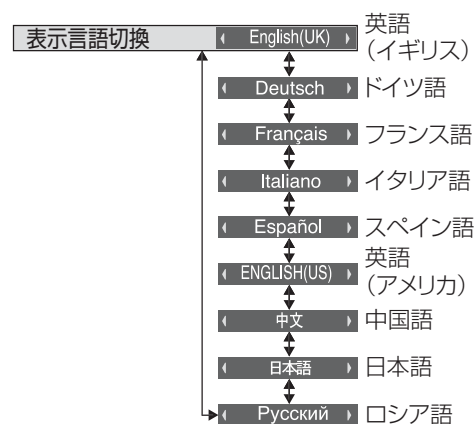 表示言語切換 English(UK) 英語
（イギリス）
Deutsch ドイツ語
Français フランス語
Italiano イタリア語
Español スペイン語
ENGLISH(US) 英語
（アメリカ）
中文 中国語
日本語 日本語
Русский ロシア語